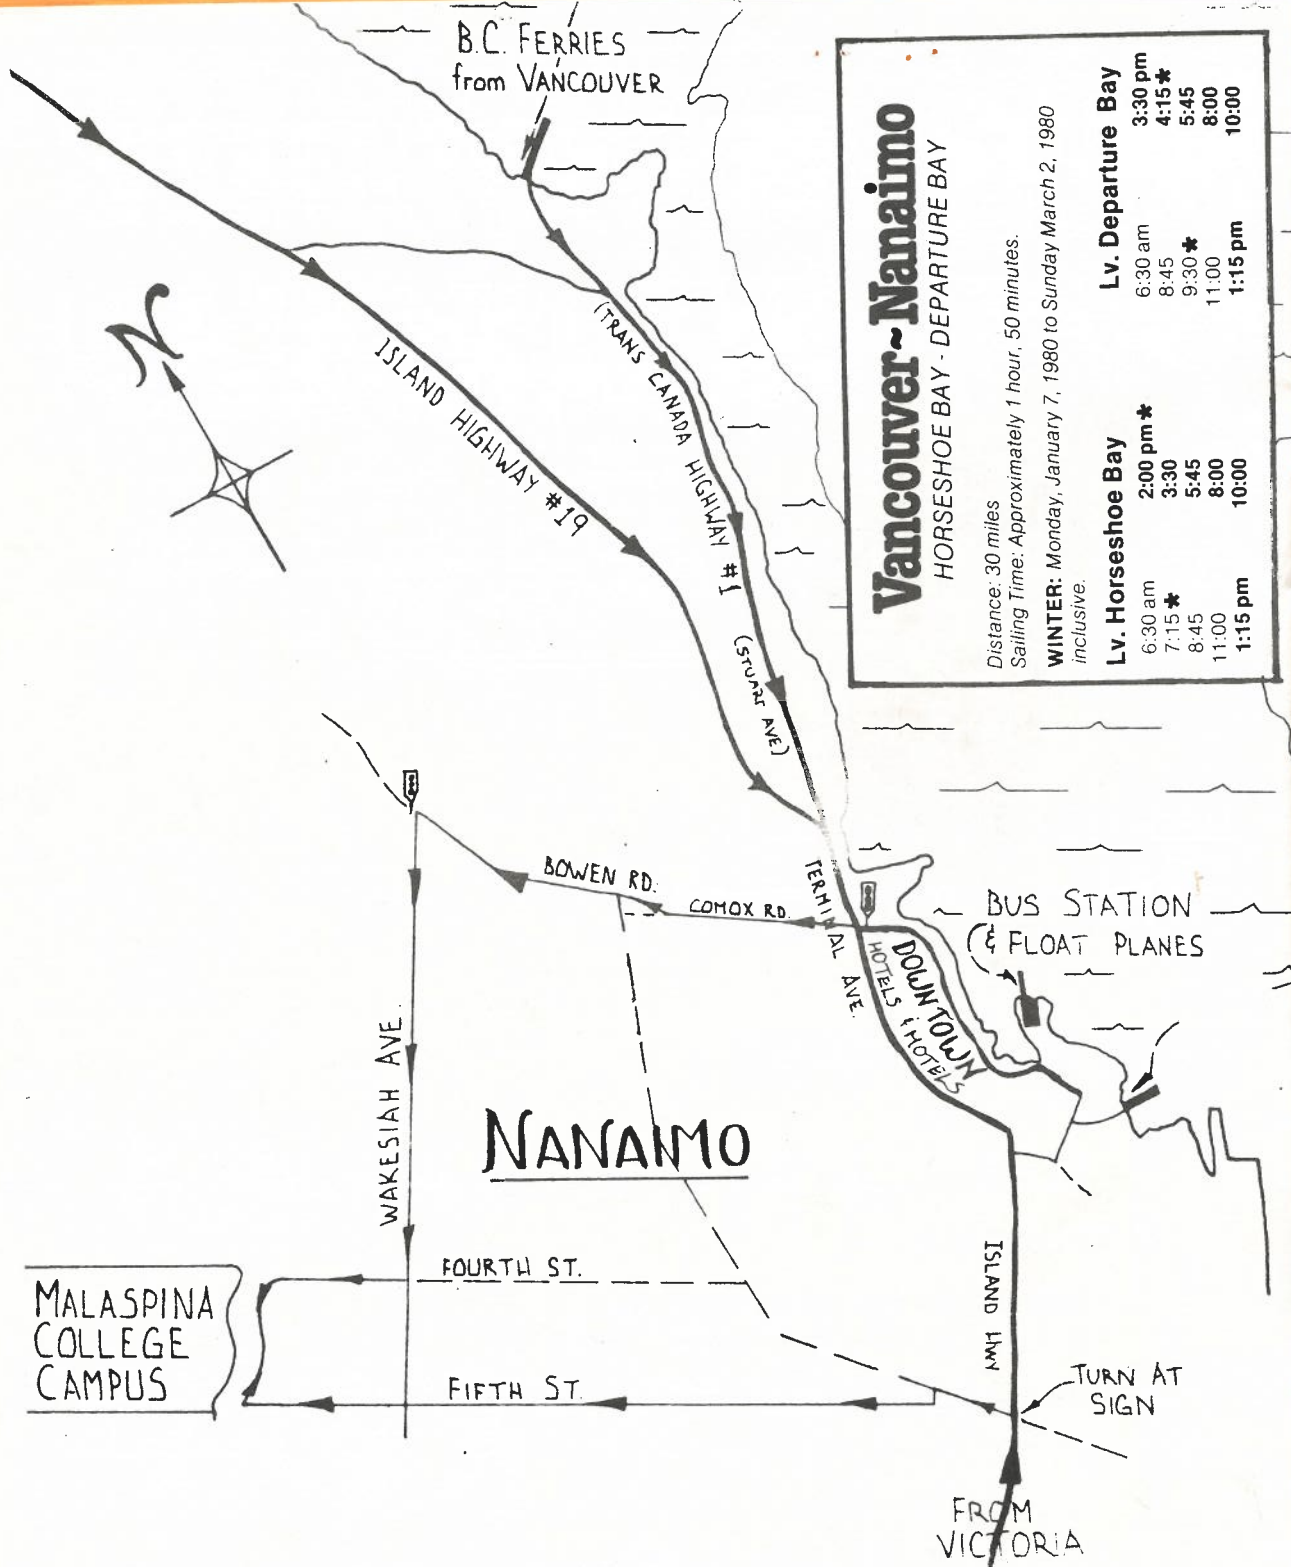 B.C. FERRIES
from VANCOUVER
N
ISLAND HIGHWAY #19
(TRANS CANADA HIGHWAY #1
(STUART AVE)
Vancouver~Nanaimo
HORSESHOE BAY - DEPARTURE BAY
Distance: 30 miles
Sailing Time: Approximately 1 hour, 50 minutes.
WINTER: Monday, January 7, 1980 to Sunday March 2, 1980
inclusive.
Lv. Horseshoe Bay
6:30 am 2:00 pm*
7:15* 3:30
8:45 5:45
11:00 8:00
1:15 pm 10:00
Lv. Departure Bay
6:30 am 3:30 pm
8:45 4:15*
9:30* 5:45
11:00 8:00
1:15 pm 10:00
BOWEN RD.
COMOX RD.
TERMINAL AVE.
DOWNTOWN
HOTELS & MOTELS
BUS STATION
& FLOAT PLANES
WAKESIAH AVE.
NANAIMO
FOURTH ST.
MALASPINA
COLLEGE
CAMPUS
FIFTH ST.
ISLAND HWY
TURN AT
SIGN
FROM
VICTORIA